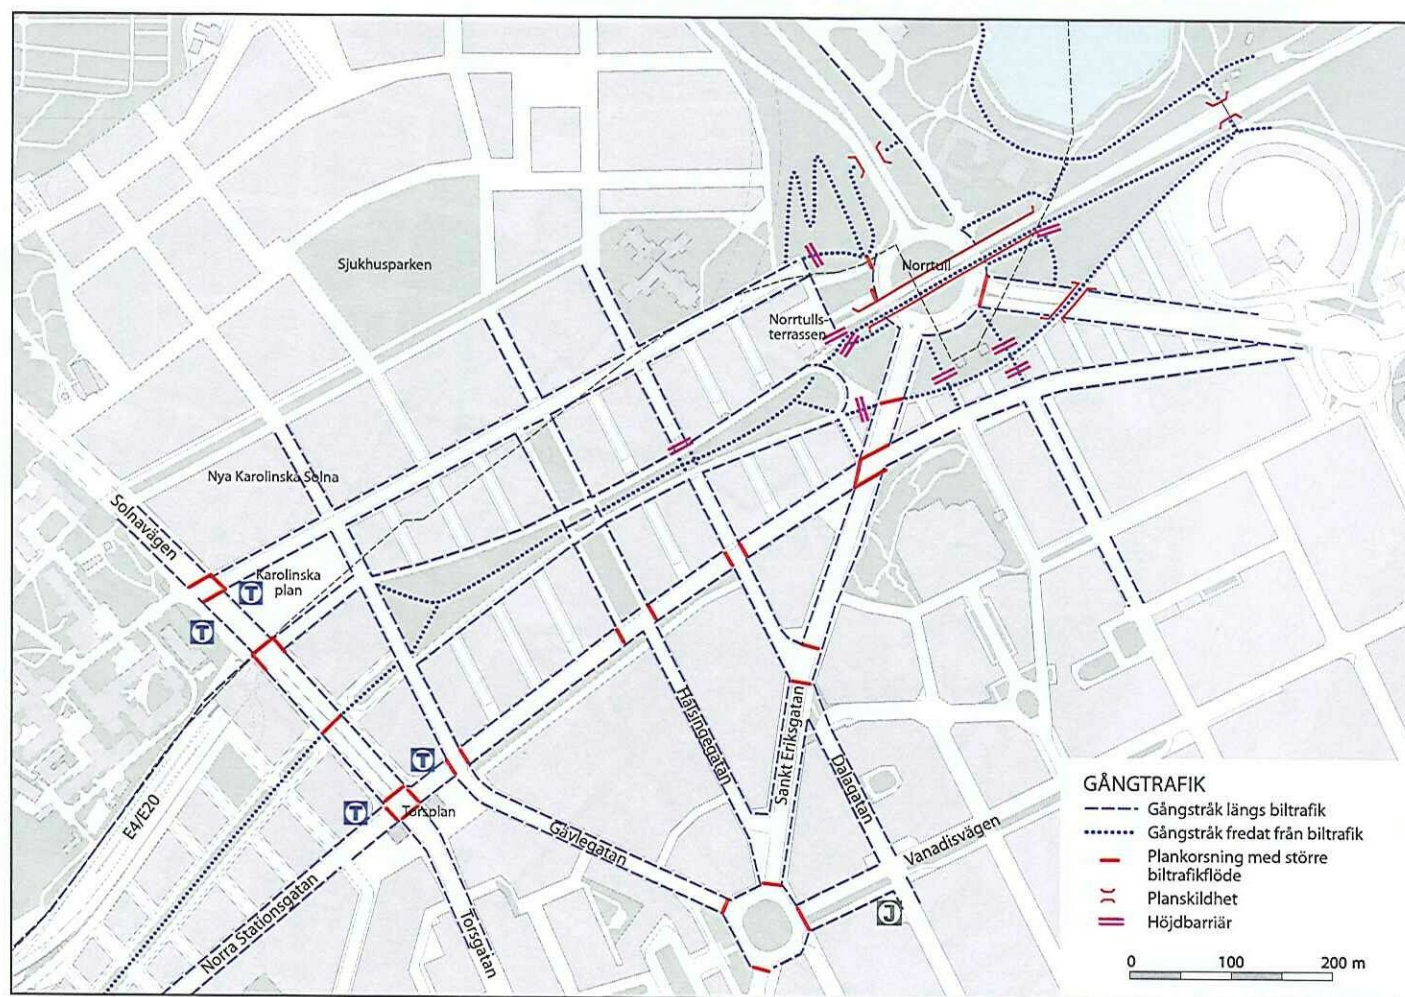 Sjukhusparken
Norrtull
Norrtulls-
terrassen
Nya Karolinska Solna
Solnavägen
Karolinska
plan
T
T
T
T
Torsplan
E4/E20
Norra Stationsgatan
Torsgatan
Gävlegatan
Hälsingegatan
Sankt Eriksgatan
Dalagatan
Vanadisvägen
J
GÅNGTRAFIK
Gångstråk längs biltrafik
Gångstråk fredat från biltrafik
Plankorsning med större
biltrafikflöde
Planskildhet
Höjdbarriär
0 100 200 m